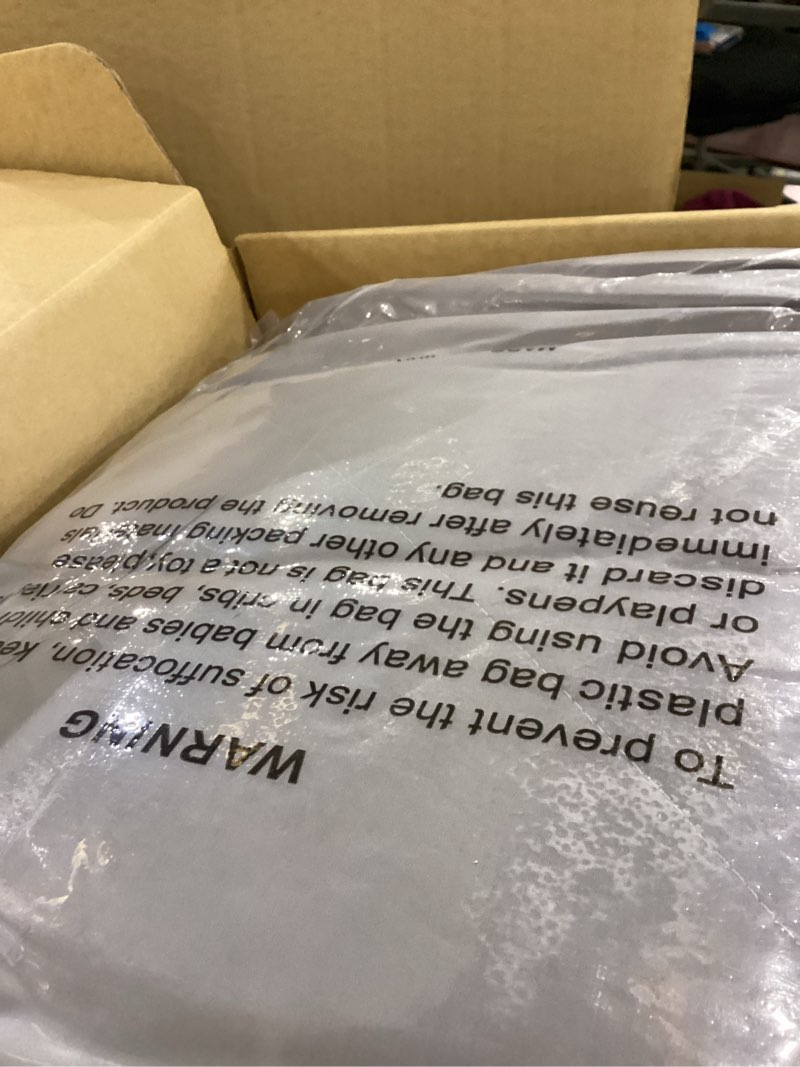 WARNING
To prevent the risk of suffocation,
plastic bag away from babies and
Avoid using the bag in cribs, beds,
or playpens. This bag is not a toy, please
discard it and any other packing materials
immediately after removing the product. Do
not reuse this bag.